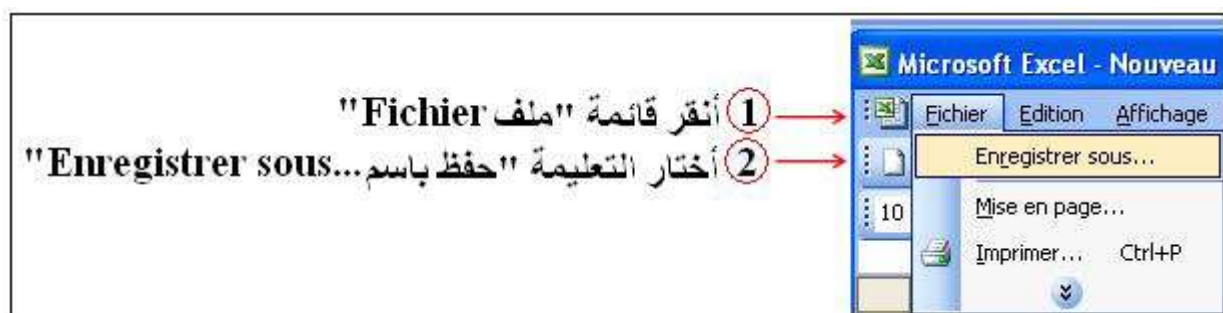 ① أنقر قائمة "ملف Fichier"
② أختار التعليمة "حفظ باسم...Enregistrer sous"
Microsoft Excel - Nouveau
Fichier Edition Affichage
Enregistrer sous...
10
Mise en page...
Imprimer... Ctrl+P